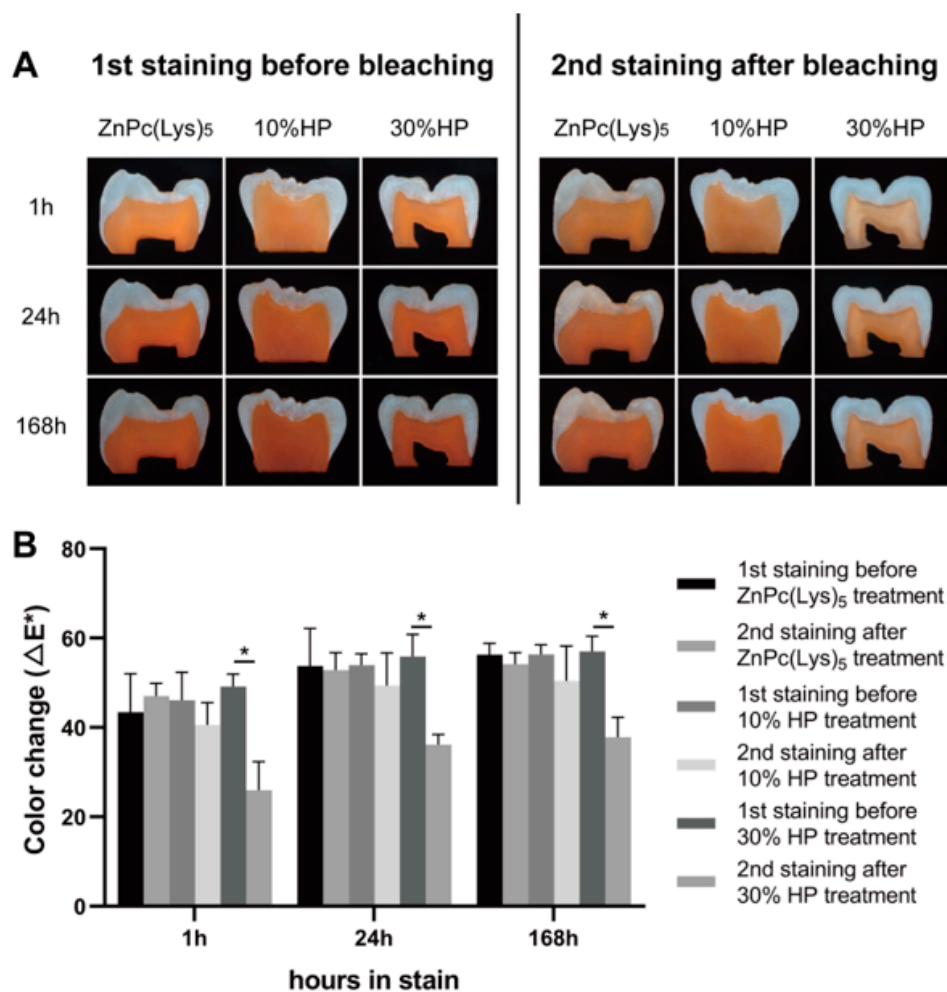 A
1st staining before bleaching
2nd staining after bleaching
ZnPc(Lys)₅ 10%HP 30%HP
ZnPc(Lys)₅ 10%HP 30%HP
1h
24h
168h
B
80
60
40
20
0
Color change (△E*)
*
*
*
1h 24h 168h
hours in stain
1st staining before
ZnPc(Lys)₅ treatment
2nd staining after
ZnPc(Lys)₅ treatment
1st staining before
10% HP treatment
2nd staining after
10% HP treatment
1st staining before
30% HP treatment
2nd staining after
30% HP treatment